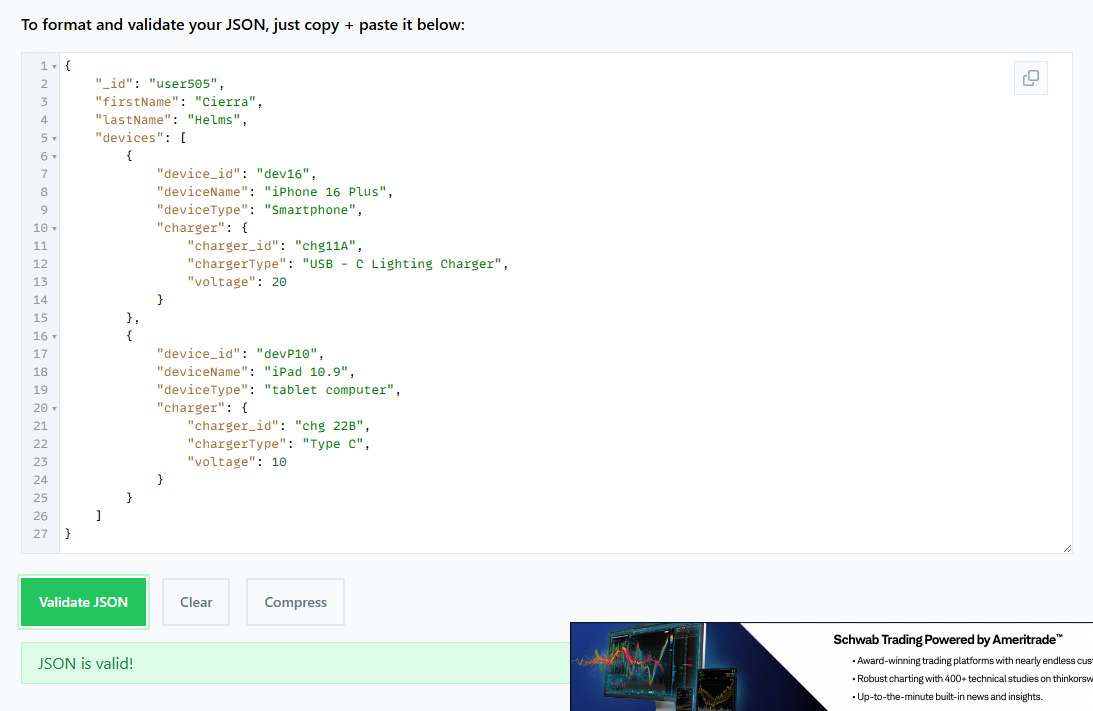 To format and validate your JSON, just copy + paste it below:
1 {
2     "_id": "user505",
3     "firstName": "Cierra",
4     "lastName": "Helms",
5     "devices": [
6         {
7             "device_id": "dev16",
8             "deviceName": "iPhone 16 Plus",
9             "deviceType": "Smartphone",
10             "charger": {
11                 "charger_id": "chg11A",
12                 "chargerType": "USB - C Lighting Charger",
13                 "voltage": 20
14             }
15         },
16         {
17             "device_id": "devP10",
18             "deviceName": "iPad 10.9",
19             "deviceType": "tablet computer",
20             "charger": {
21                 "charger_id": "chg 22B",
22                 "chargerType": "Type C",
23                 "voltage": 10
24             }
25         }
26     ]
27 }
Validate JSON Clear Compress
JSON is valid!
Schwab Trading Powered by Ameritrade™
• Award-winning trading platforms with nearly endless cus
• Robust charting with 400+ technical studies on thinkorsw
• Up-to-the-minute built-in news and insights.